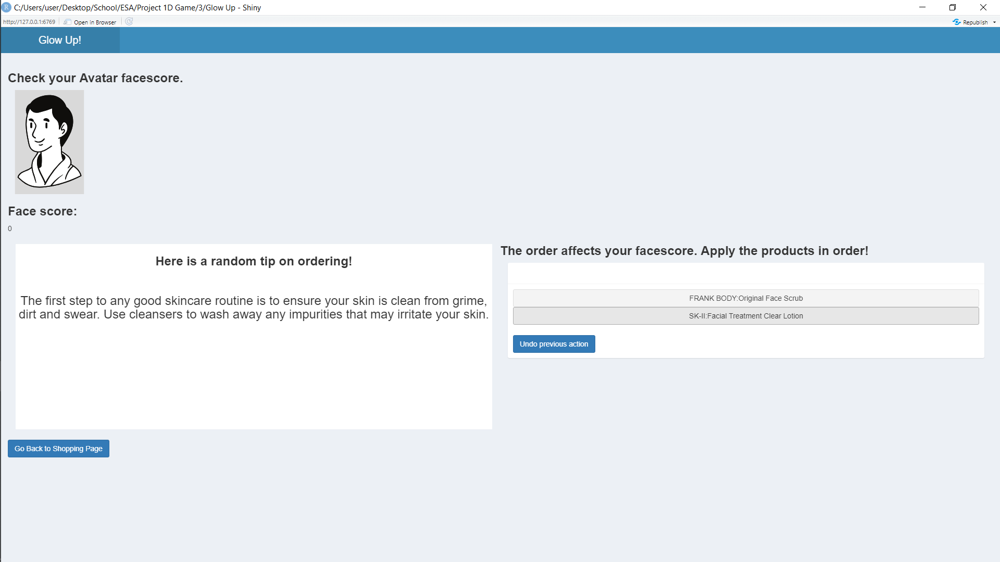 C:/Users/user/Desktop/School/ESA/Project 1D Game/3/Glow Up - Shiny
http://127.0.0.1:6769 Open in Browser Republish
Glow Up!
Check your Avatar facescore.
Face score:
0
Here is a random tip on ordering!
The first step to any good skincare routine is to ensure your skin is clean from grime,
dirt and swear. Use cleansers to wash away any impurities that may irritate your skin.
The order affects your facescore. Apply the products in order!
FRANK BODY:Original Face Scrub
SK-II:Facial Treatment Clear Lotion
Undo previous action
Go Back to Shopping Page